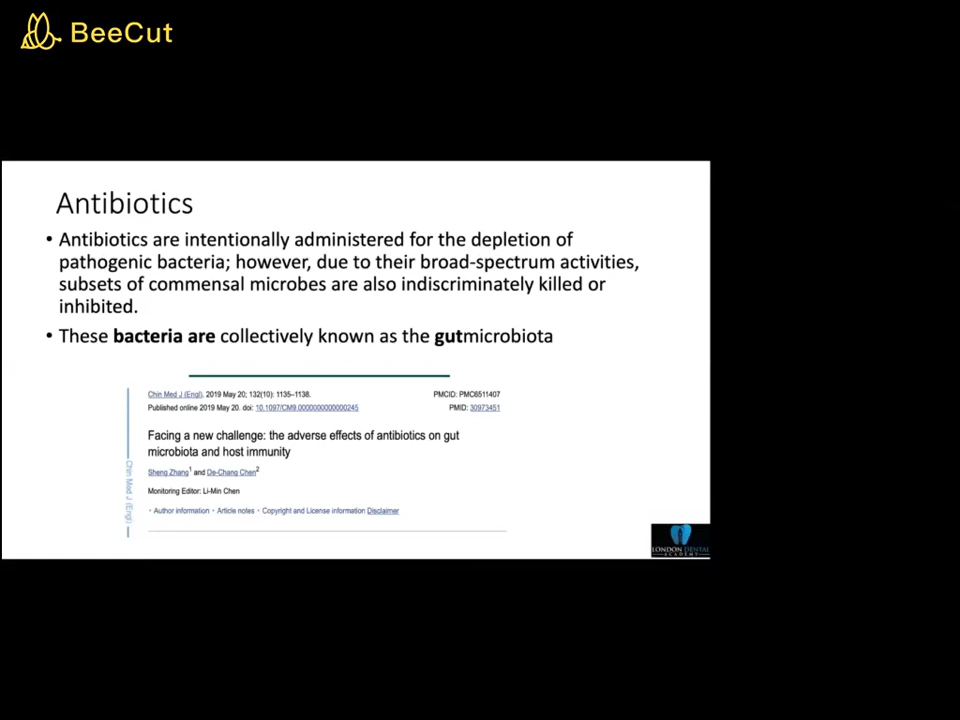 BeeCut
Antibiotics
• Antibiotics are intentionally administered for the depletion of
pathogenic bacteria; however, due to their broad-spectrum activities,
subsets of commensal microbes are also indiscriminately killed or
inhibited.
• These bacteria are collectively known as the gutmicrobiota
Chin Med J (Engl). 2019 May 20; 132(10): 1135–1138.
PMCID: PMC6511407
Published online 2019 May 20. doi: 10.1097/CM9.0000000000000245
PMID: 30973451
Facing a new challenge: the adverse effects of antibiotics on gut
microbiota and host immunity
Sheng Zhang1 and De-Chang Chen2
Monitoring Editor: Li-Min Chen
• Author information • Article notes • Copyright and License information Disclaimer
Chin Med J (Engl)
LONDON DENTAL
ACADEMY